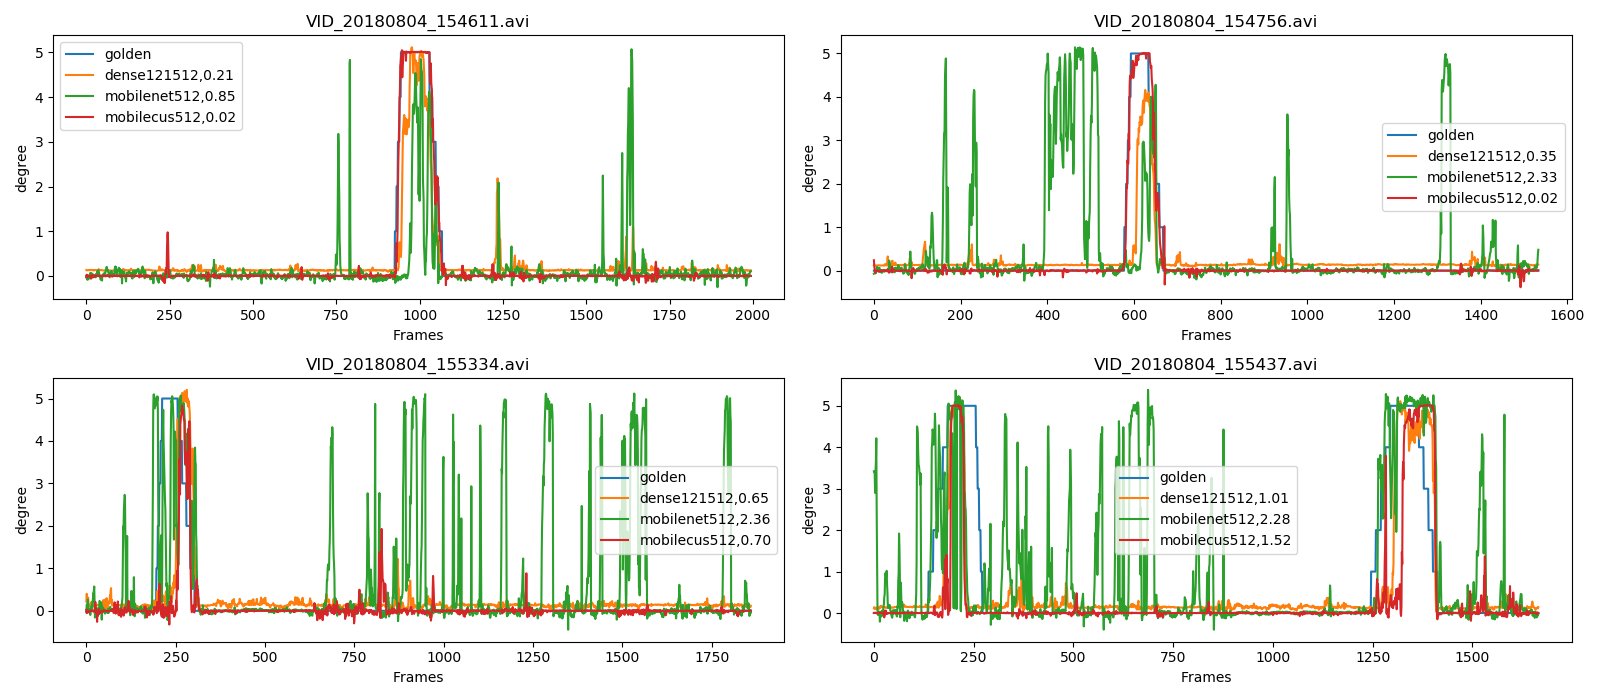 VID_20180804_154611.avi
degree
5
4
3
2
1
0
golden
dense121512,0.21
mobilenet512,0.85
mobilecus512,0.02
0 250 500 750 1000 1250 1500 1750 2000
Frames
VID_20180804_154756.avi
degree
5
4
3
2
1
0
golden
dense121512,0.35
mobilenet512,2.33
mobilecus512,0.02
0 200 400 600 800 1000 1200 1400 1600
Frames
VID_20180804_155334.avi
degree
5
4
3
2
1
0
golden
dense121512,0.65
mobilenet512,2.36
mobilecus512,0.70
0 250 500 750 1000 1250 1500 1750
Frames
VID_20180804_155437.avi
degree
5
4
3
2
1
0
golden
dense121512,1.01
mobilenet512,2.28
mobilecus512,1.52
0 250 500 750 1000 1250 1500
Frames